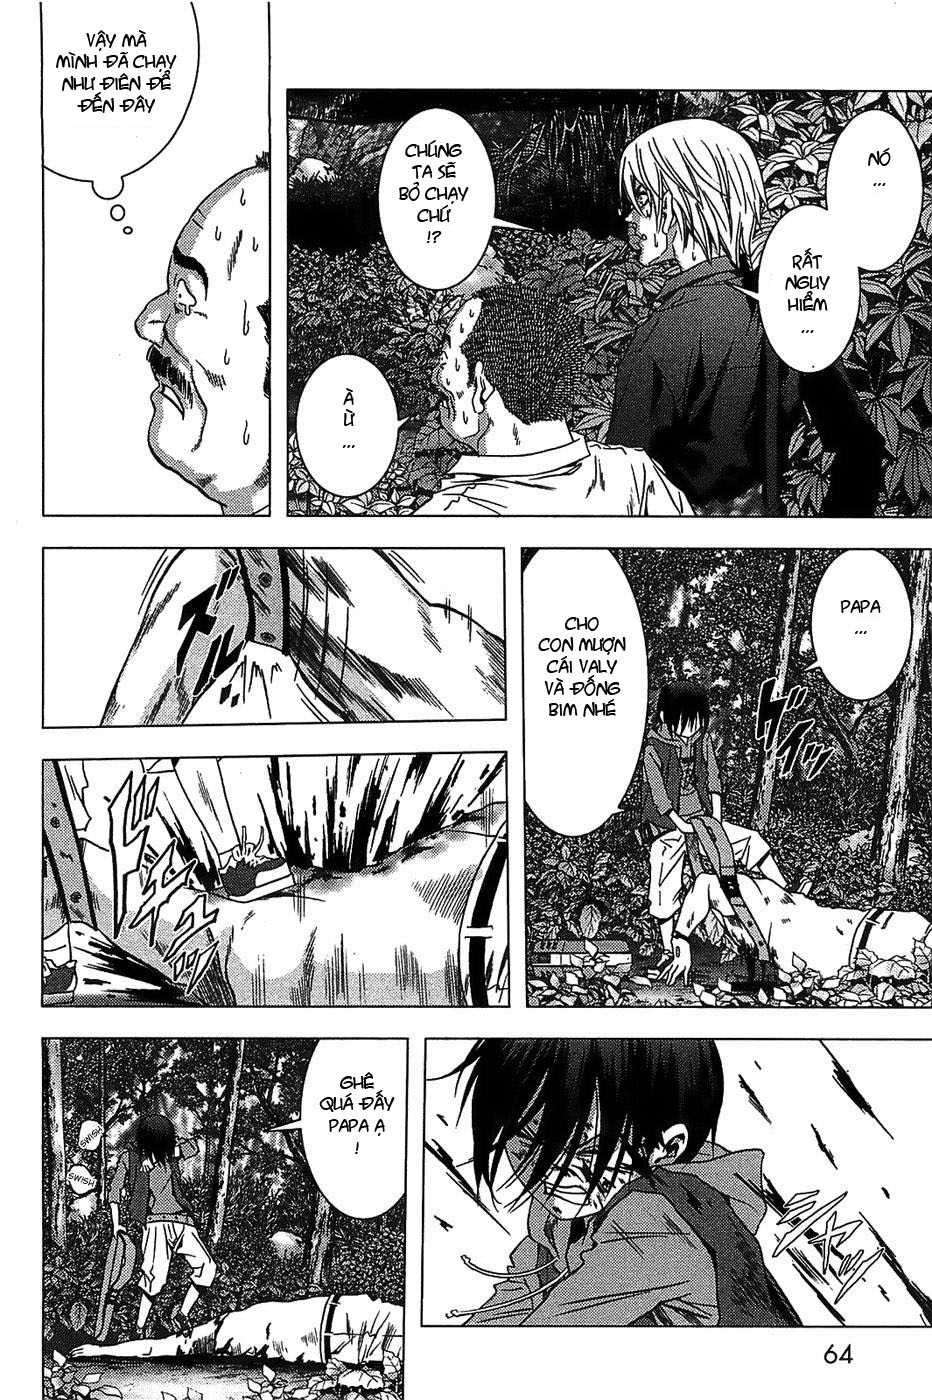 NÓ
...
RẤT
NGUY
HIỂM
...
CHÚNG
TA SẼ
BỎ CHẠY
CHỨ
!?
À
Ừ
...
VẬY MÀ
MÌNH ĐÃ CHẠY
NHƯ ĐIÊN ĐỂ
ĐẾN ĐÂY
PAPA
...
CHO
CON MƯỢN
CÁI VALY
VÀ ĐỐNG
BIM NHÉ
GHÊ
QUÁ ĐẤY
PAPA Ạ
!
SWISH
SWISH
64